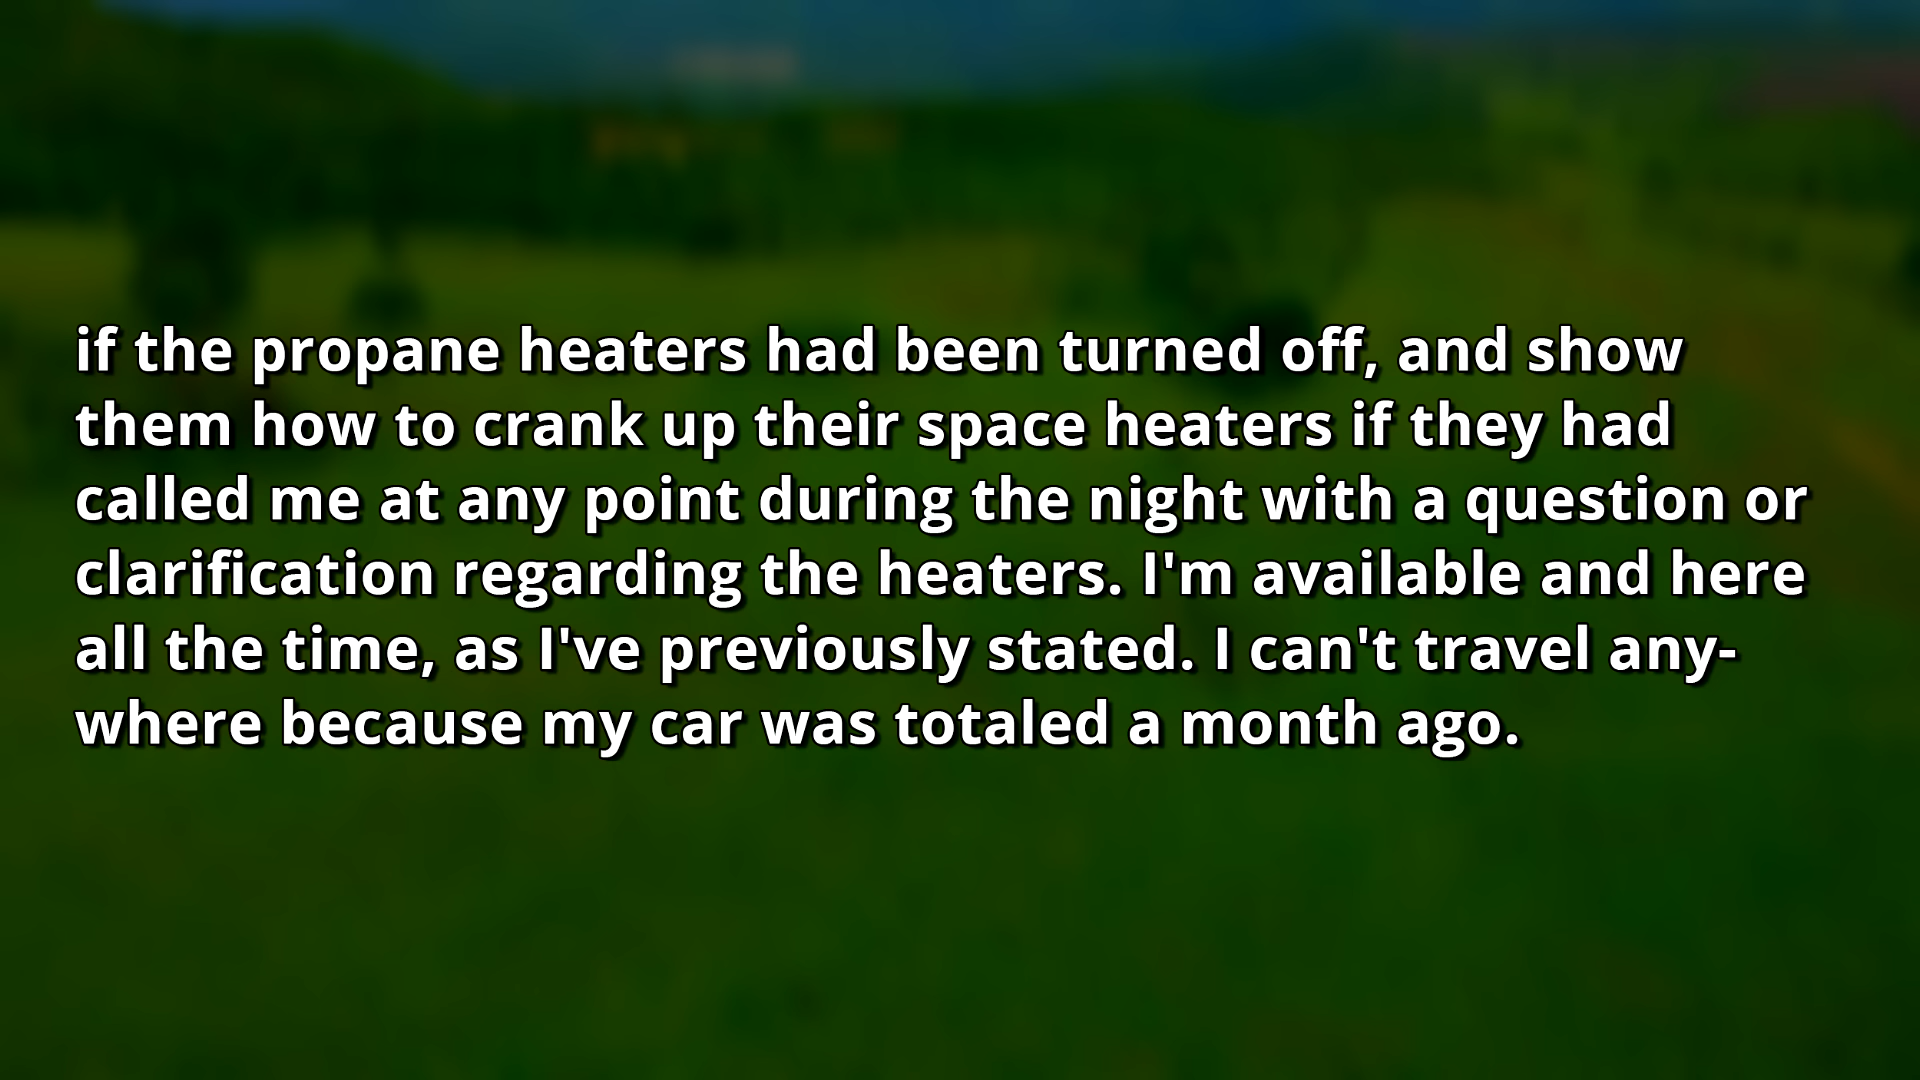 if the propane heaters had been turned off, and show
them how to crank up their space heaters if they had
called me at any point during the night with a question or
clarification regarding the heaters. I'm available and here
all the time, as I've previously stated. I can't travel any-
where because my car was totaled a month ago.